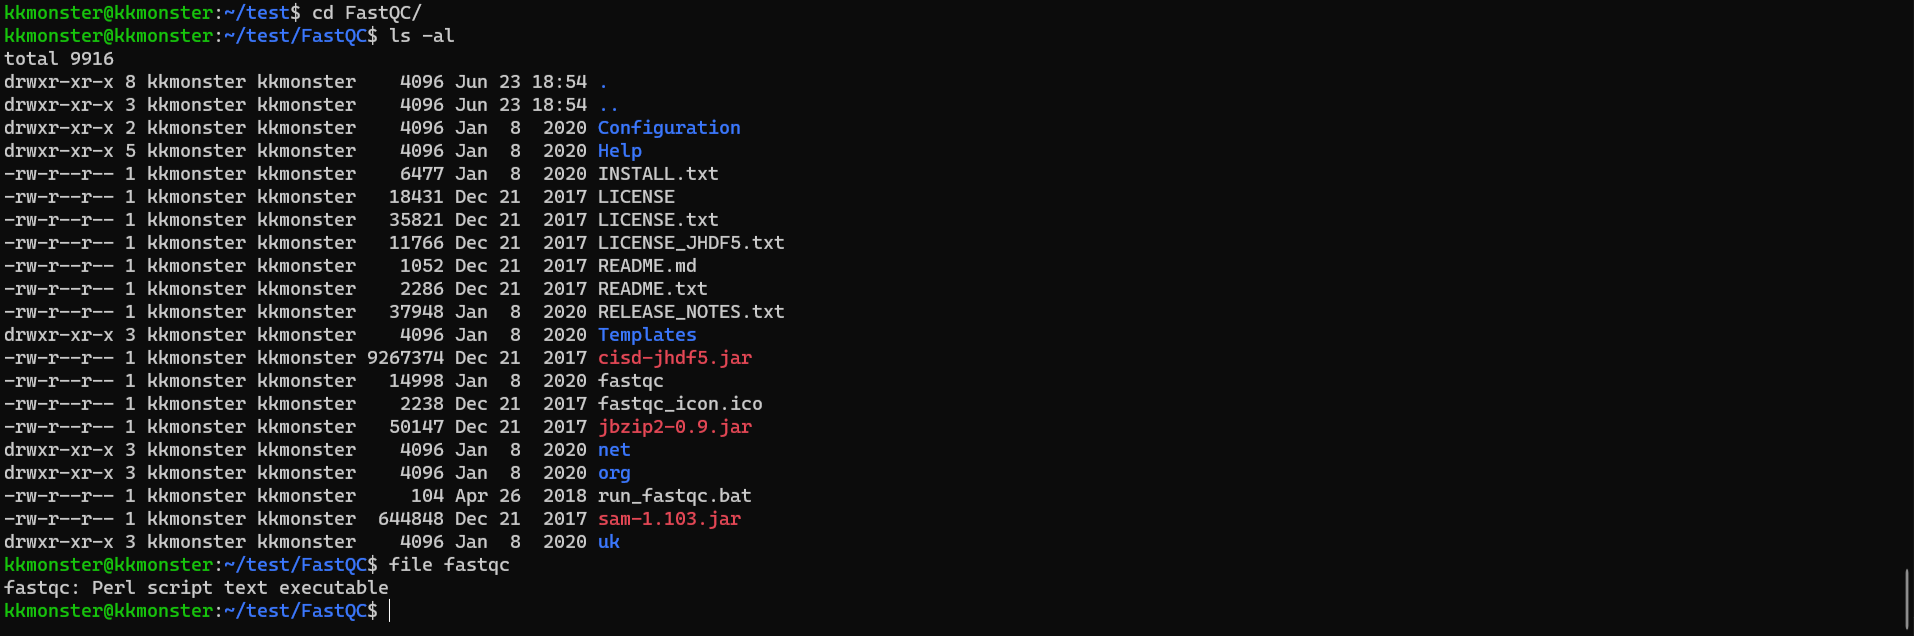 kkmonster@kkmonster:~/test$ cd FastQC/
kkmonster@kkmonster:~/test/FastQC$ ls -al
total 9916
drwxr-xr-x 8 kkmonster kkmonster    4096 Jun 23 18:54 .
drwxr-xr-x 3 kkmonster kkmonster    4096 Jun 23 18:54 ..
drwxr-xr-x 2 kkmonster kkmonster    4096 Jan  8  2020 Configuration
drwxr-xr-x 5 kkmonster kkmonster    4096 Jan  8  2020 Help
-rw-r--r-- 1 kkmonster kkmonster    6477 Jan  8  2020 INSTALL.txt
-rw-r--r-- 1 kkmonster kkmonster   18431 Dec 21  2017 LICENSE
-rw-r--r-- 1 kkmonster kkmonster   35821 Dec 21  2017 LICENSE.txt
-rw-r--r-- 1 kkmonster kkmonster   11766 Dec 21  2017 LICENSE_JHDF5.txt
-rw-r--r-- 1 kkmonster kkmonster    1052 Dec 21  2017 README.md
-rw-r--r-- 1 kkmonster kkmonster    2286 Dec 21  2017 README.txt
-rw-r--r-- 1 kkmonster kkmonster   37948 Jan  8  2020 RELEASE_NOTES.txt
drwxr-xr-x 3 kkmonster kkmonster    4096 Jan  8  2020 Templates
-rw-r--r-- 1 kkmonster kkmonster 9267374 Dec 21  2017 cisd-jhdf5.jar
-rw-r--r-- 1 kkmonster kkmonster   14998 Jan  8  2020 fastqc
-rw-r--r-- 1 kkmonster kkmonster    2238 Dec 21  2017 fastqc_icon.ico
-rw-r--r-- 1 kkmonster kkmonster   50147 Dec 21  2017 jbzip2-0.9.jar
drwxr-xr-x 3 kkmonster kkmonster    4096 Jan  8  2020 net
drwxr-xr-x 3 kkmonster kkmonster    4096 Jan  8  2020 org
-rw-r--r-- 1 kkmonster kkmonster     104 Apr 26  2018 run_fastqc.bat
-rw-r--r-- 1 kkmonster kkmonster  644848 Dec 21  2017 sam-1.103.jar
drwxr-xr-x 3 kkmonster kkmonster    4096 Jan  8  2020 uk
kkmonster@kkmonster:~/test/FastQC$ file fastqc
fastqc: Perl script text executable
kkmonster@kkmonster:~/test/FastQC$